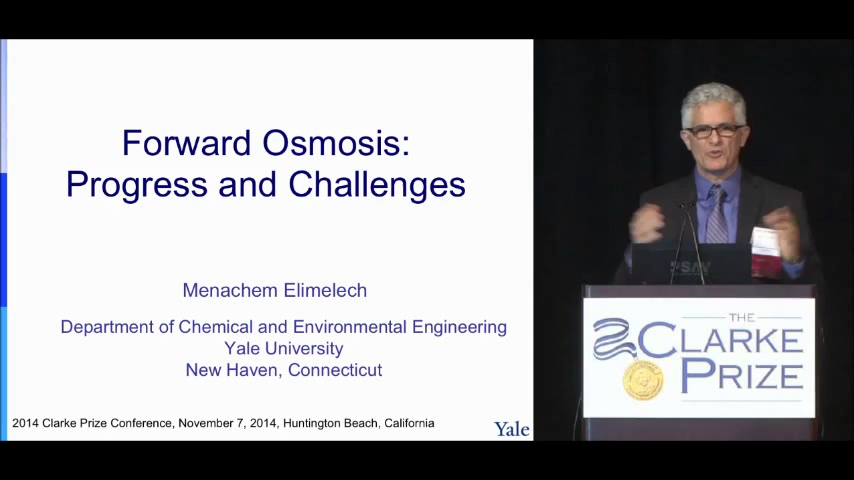 Forward Osmosis:
Progress and Challenges
Menachem Elimelech
Department of Chemical and Environmental Engineering
Yale University
New Haven, Connecticut
2014 Clarke Prize Conference, November 7, 2014, Huntington Beach, California
Yale
PSAV
THE
CLARKE
PRIZE